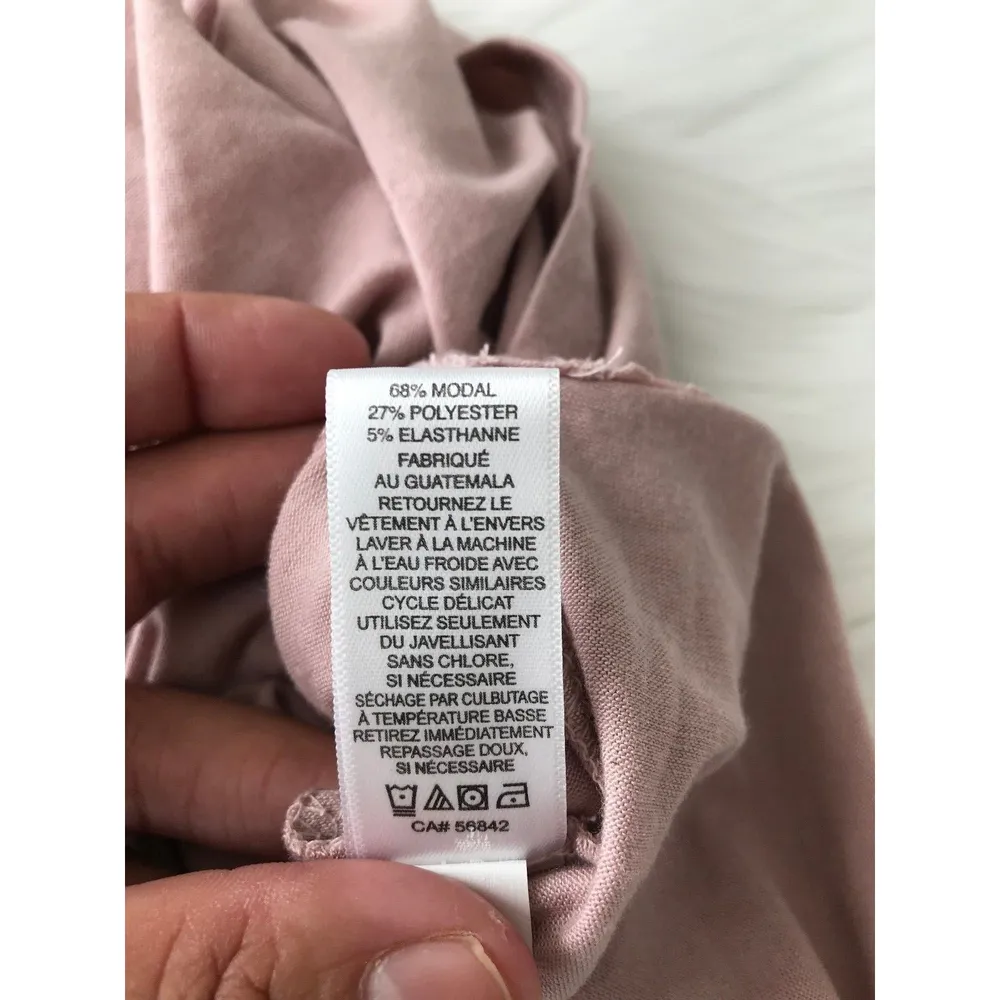 68% MODAL
27% POLYESTER
5% ELASTHANNE
FABRIQUÉ
AU GUATEMALA
RETOURNEZ LE
VÊTEMENT À L'ENVERS
LAVER À LA MACHINE
À L'EAU FROIDE AVEC
COULEURS SIMILAIRES
CYCLE DÉLICAT
UTILISEZ SEULEMENT
DU JAVELLISANT
SANS CHLORE,
SI NÉCESSAIRE
SÉCHAGE PAR CULBUTAGE
À TEMPÉRATURE BASSE
RETIREZ IMMÉDIATEMENT
REPASSAGE DOUX,
SI NÉCESSAIRE
CA# 56842